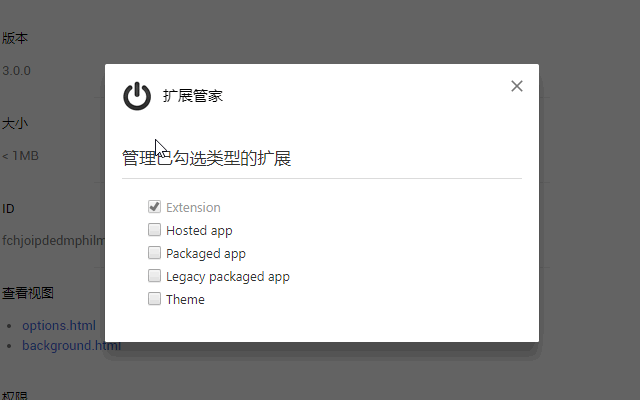 版本
3.0.0
大小
< 1MB
ID
fchjoipdedmphilm
查看视图
options.html
background.html
权限
扩展管家
管理已勾选类型的扩展
Extension
Hosted app
Packaged app
Legacy packaged app
Theme